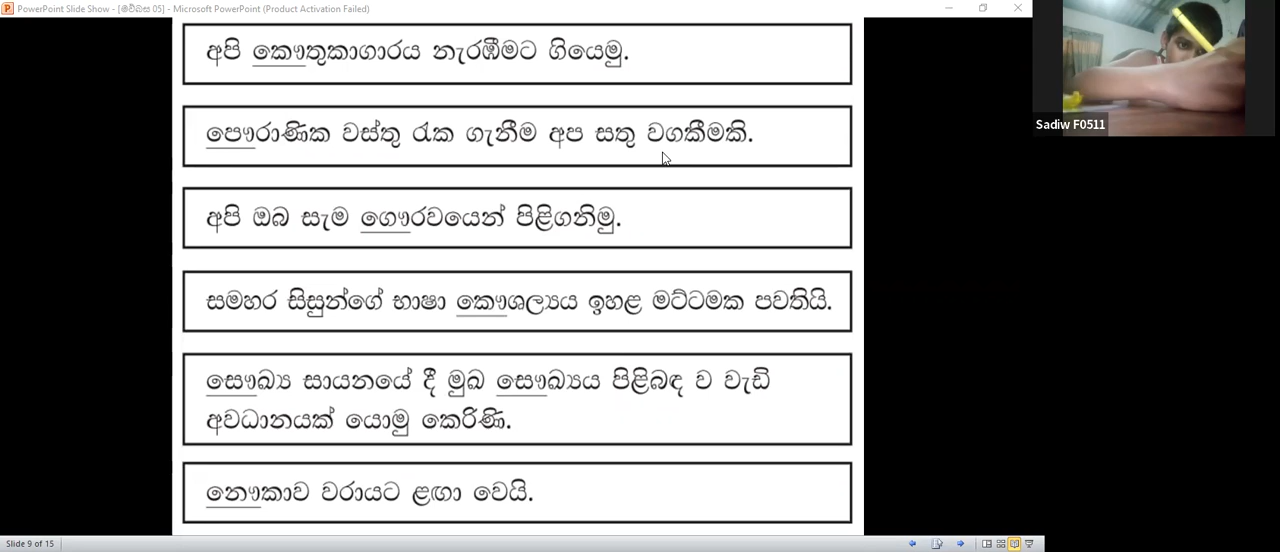 PowerPoint Slide Show - [මව්බස 05] - Microsoft PowerPoint (Product Activation Failed)
අපි කෞතුකාගාරය නැරඹීමට ගියෙමු.
පෞරාණික වස්තු රැක ගැනීම අප සතු වගකීමකි.
අපි ඔබ සැම ගෞරවයෙන් පිළිගනිමු.
සමහර සිසුන්ගේ භාෂා කෞශල්‍යය ඉහළ මට්ටමක පවතියි.
සෞඛ්‍ය සායනයේ දී මුඛ සෞඛ්‍යය පිළිබඳ ව වැඩි
අවධානයක් යොමු කෙරිණි.
නෞකාව වරායට ළඟා වෙයි.
Sadiw F0511
Slide 9 of 15